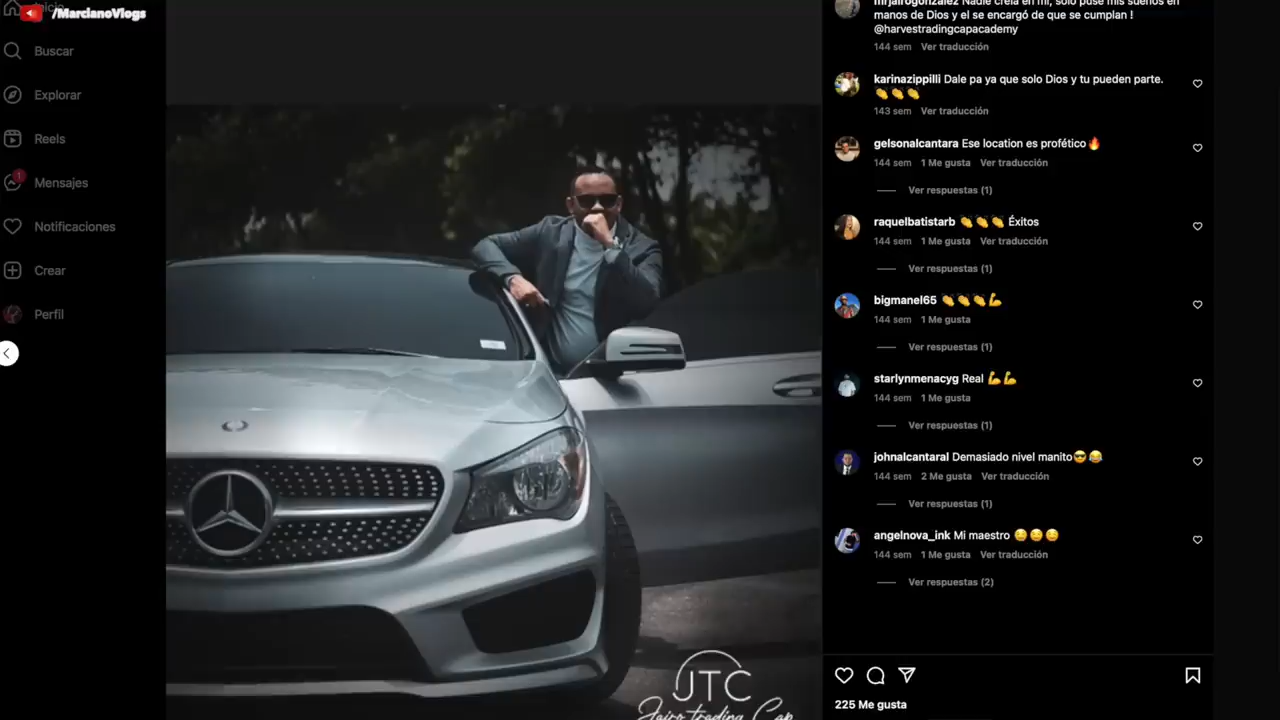 /MarcianoVlogs
Inicio
Buscar
Explorar
Reels
1
Mensajes
Notificaciones
Crear
Perfil
JTC
Jairo trading Cap
mrjairogonzalez Nadie creía en mi, solo puse mis sueños en
manos de Dios y el se encargó de que se cumplan !
@harvestradingcapacademy
144 sem Ver traducción
karinazippilli Dale pa ya que solo Dios y tu pueden parte.
👏👏👏
143 sem Ver traducción
gelsonalcantara Ese location es profético🔥
144 sem 1 Me gusta Ver traducción
Ver respuestas (1)
raquelbatistarb 👏👏👏 Éxitos
144 sem 1 Me gusta Ver traducción
Ver respuestas (1)
bigmanel65 👏👏👏💪
144 sem 1 Me gusta
Ver respuestas (1)
starlynmenacyg Real 💪💪
144 sem 1 Me gusta
Ver respuestas (1)
johnalcantaral Demasiado nivel manito😎😂
144 sem 2 Me gusta Ver traducción
Ver respuestas (1)
angelnova_ink Mi maestro 😊😊😊
144 sem 1 Me gusta Ver traducción
Ver respuestas (2)
225 Me gusta